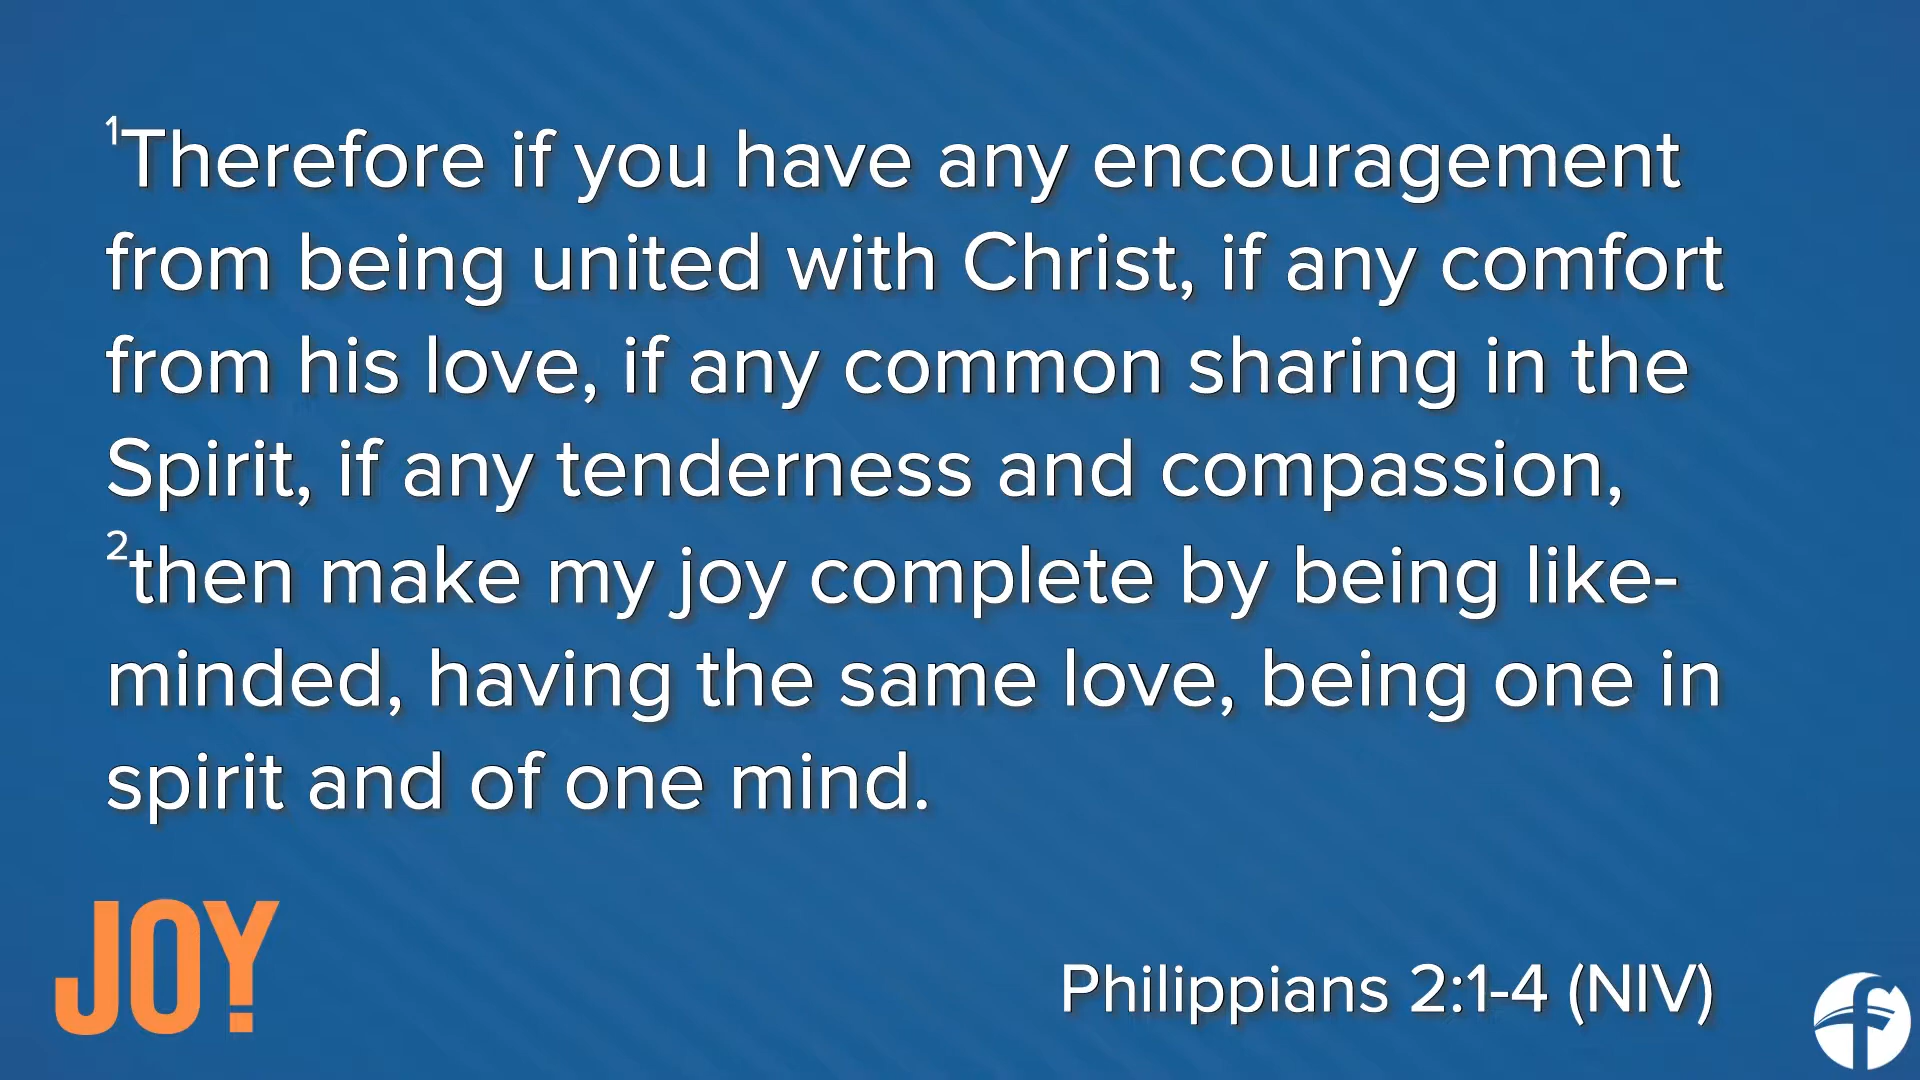 ¹Therefore if you have any encouragement
from being united with Christ, if any comfort
from his love, if any common sharing in the
Spirit, if any tenderness and compassion,
²then make my joy complete by being like-
minded, having the same love, being one in
spirit and of one mind.
JOY!
Philippians 2:1-4 (NIV)
f